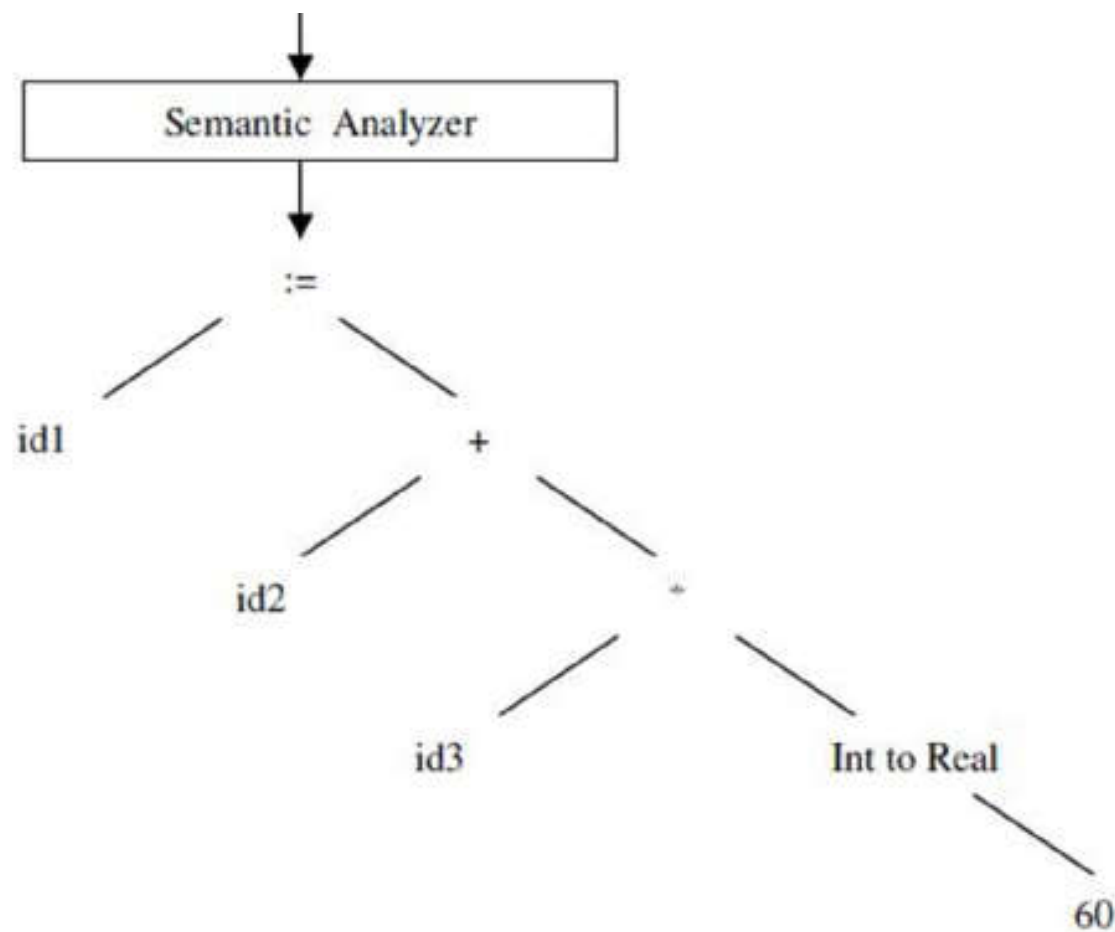 Semantic Analyzer
:=
id1
+
id2
*
id3
Int to Real
60